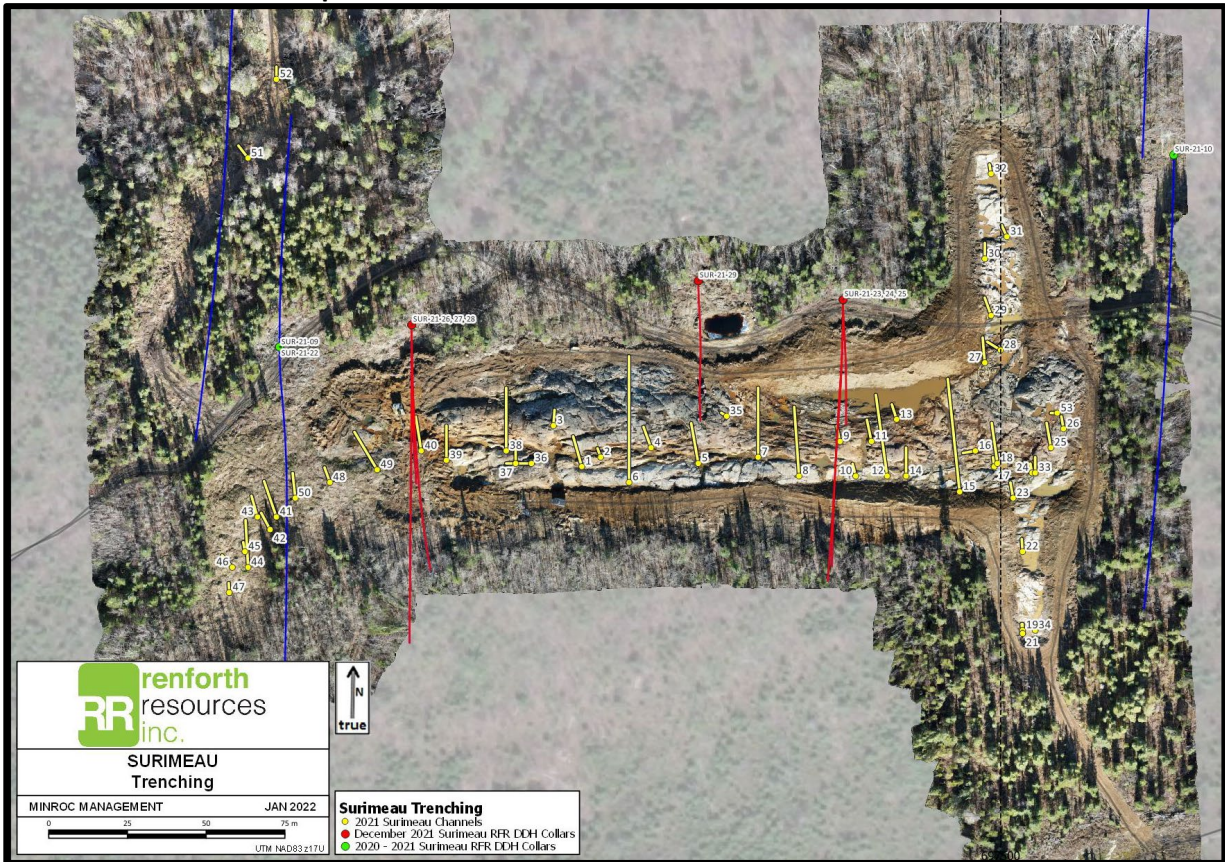 52
51
SUR-21-10
32
31
30
29
28
27
SUR-21-29
SUR-21-23, 24, 25
SUR-21-26, 27, 28
SUR-21-09
SUR-21-22
53
26
25
35
13
3
40
39
38
37
36
1
2
4
5
6
7
8
9
10
11
12
14
15
16
18
17
24
33
23
22
1934
21
49
48
50
43
41
42
45
46
44
47
renforth
RR resources
inc.
SURIMEAU
Trenching
MINROC MANAGEMENT JAN 2022
0 25 50 75 m
UTM NAD83 z17U
N
true
Surimeau Trenching
2021 Surimeau Channels
December 2021 Surimeau RFR DDH Collars
2020 - 2021 Surimeau RFR DDH Collars